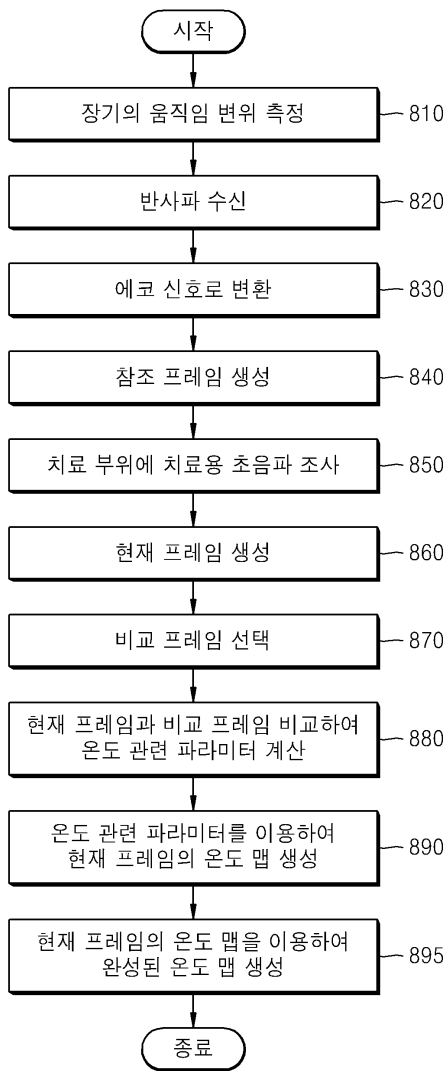 시작
장기의 움직임 변위 측정
810
반사파 수신
820
에코 신호로 변환
830
참조 프레임 생성
840
치료 부위에 치료용 초음파 조사
850
현재 프레임 생성
860
비교 프레임 선택
870
현재 프레임과 비교 프레임 비교하여
온도 관련 파라미터 계산
880
온도 관련 파라미터를 이용하여
현재 프레임의 온도 맵 생성
890
현재 프레임의 온도 맵을 이용하여
완성된 온도 맵 생성
895
종료